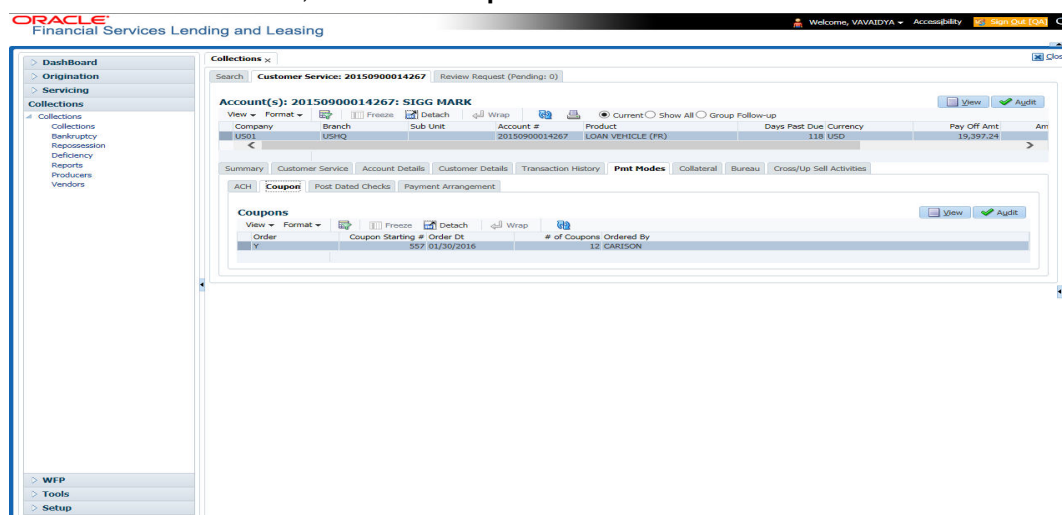 ORACLE
Financial Services Lending and Leasing
Welcome, VAVAIDYA Accessibility Sign Out (QA)
DashBoard
Origination
Servicing
Collections
Collections
Collections
Bankruptcy
Repossession
Deficiency
Reports
Producers
Vendors
WFP
Tools
Setup
Collections x Clos
Search Customer Service: 20150900014267 Review Request (Pending: 0)
Account(s): 20150900014267: SIGG MARK View Audit
View Format Freeze Detach Wrap Current Show All Group Follow-up
Company Branch Sub Unit Account # Product Days Past Due Currency Pay Off Amt Am
US01 USHQ 20150900014267 LOAN VEHICLE (FR) 118 USD 19,397.24
Summary Customer Service Account Details Customer Details Transaction History Pmt Modes Collateral Bureau Cross/Up Sell Activities
ACH Coupon Post Dated Checks Payment Arrangement
Coupons View Audit
View Format Freeze Detach Wrap
Order Coupon Starting # Order Dt # of Coupons Ordered By
Y 557 01/30/2016 12 CARISON